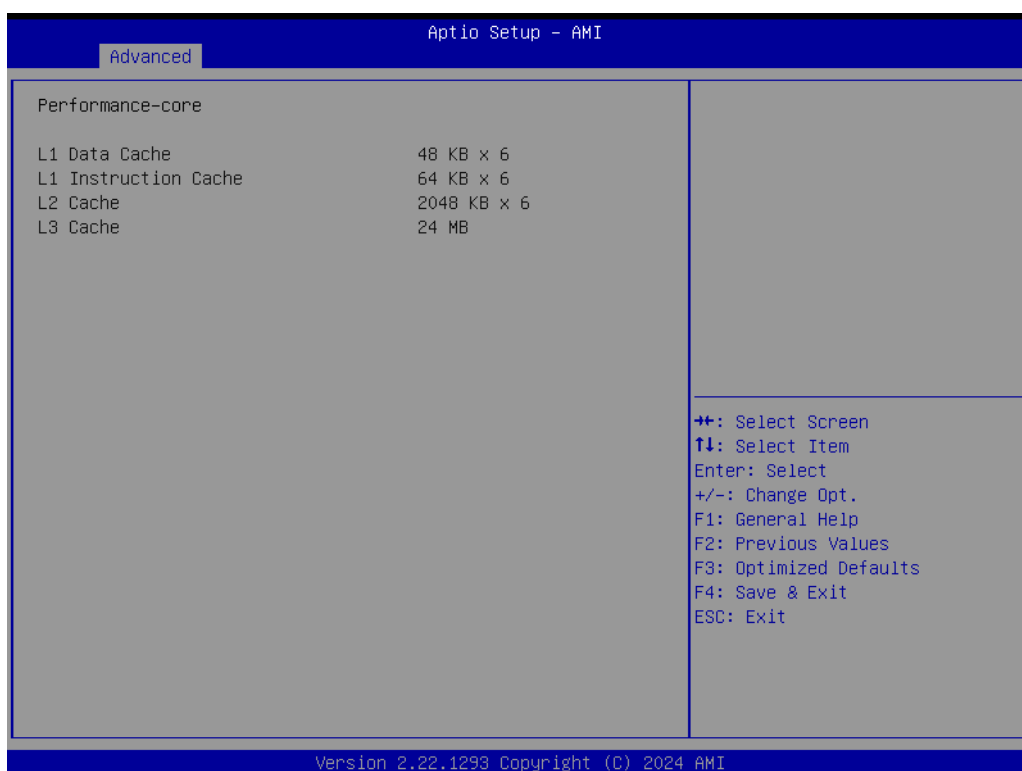 Aptio Setup – AMI
Advanced
Performance-core
L1 Data Cache 48 KB x 6
L1 Instruction Cache 64 KB x 6
L2 Cache 2048 KB x 6
L3 Cache 24 MB
→←: Select Screen
↑↓: Select Item
Enter: Select
+/-: Change Opt.
F1: General Help
F2: Previous Values
F3: Optimized Defaults
F4: Save & Exit
ESC: Exit
Version 2.22.1293 Copyright (C) 2024 AMI